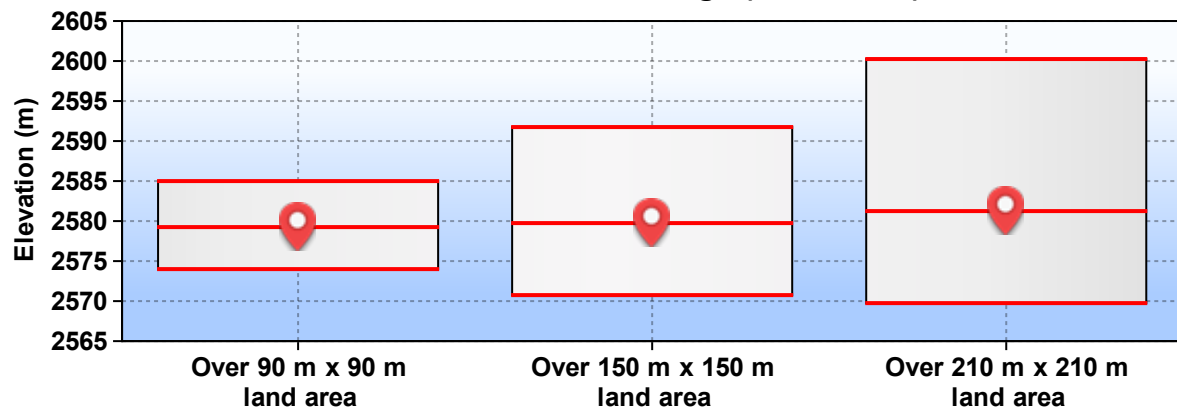 2605
2600
2595
2590
2585
2580
2575
2570
2565
Elevation (m)
Over 90 m x 90 m
land area
Over 150 m x 150 m
land area
Over 210 m x 210 m
land area